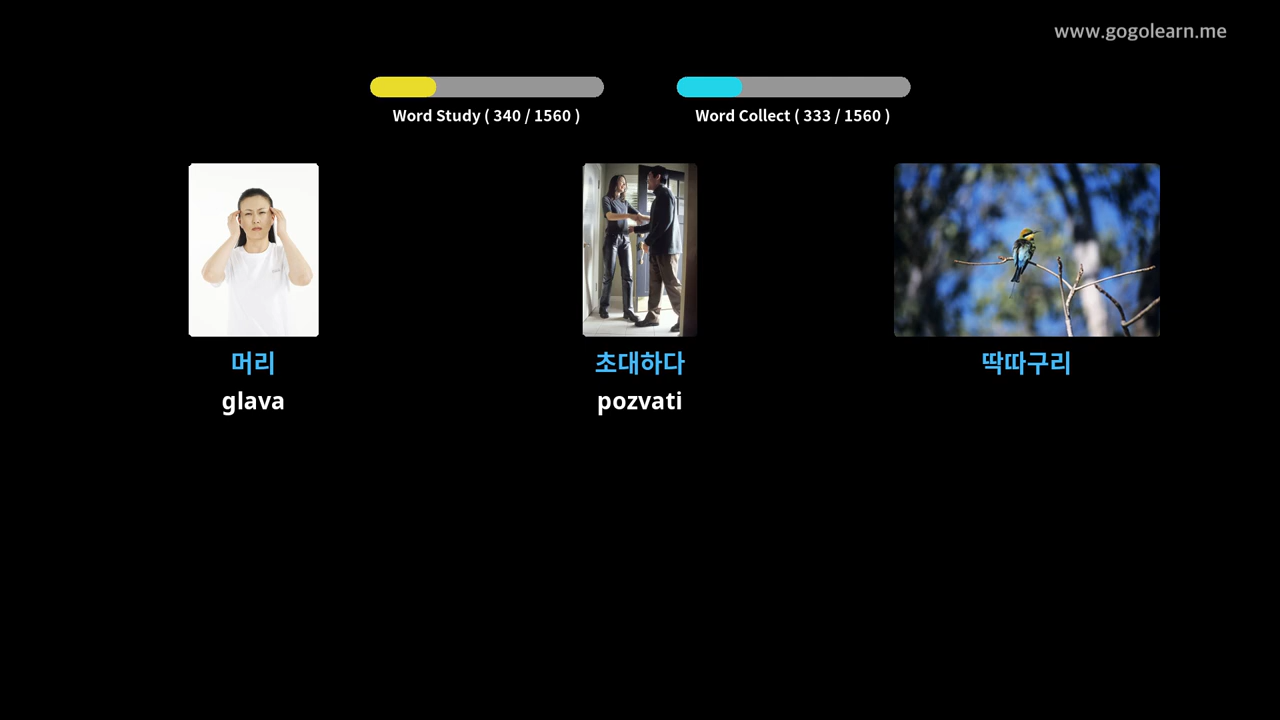 www.gogolearn.me
Word Study ( 340 / 1560 )
Word Collect ( 333 / 1560 )
머리
초대하다
딱따구리
glava
pozvati